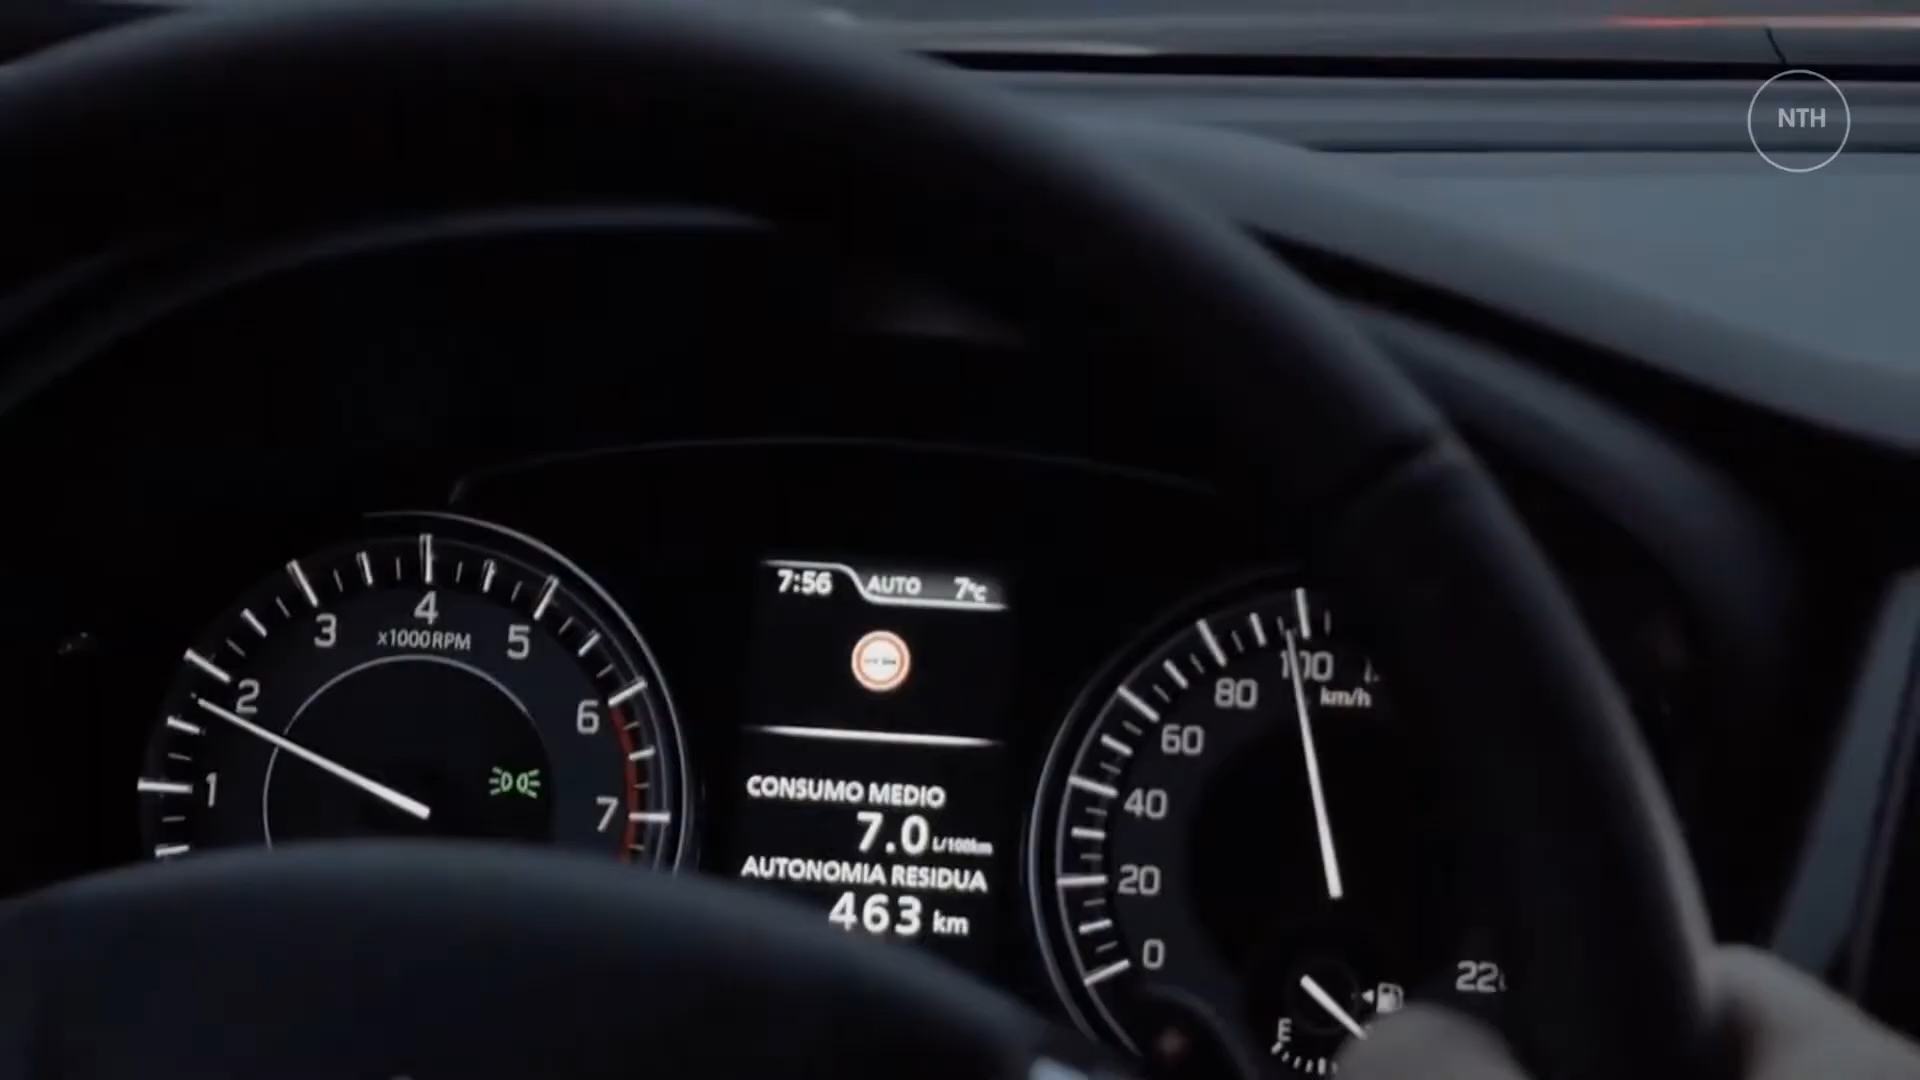 NTH
7:56 AUTO 7°C
4
3
5
x1000RPM
2
6
1
7
CONSUMO MEDIO
7.0 L/100km
AUTONOMIA RESIDUA
463 km
100
80
km/h
60
40
20
0
E